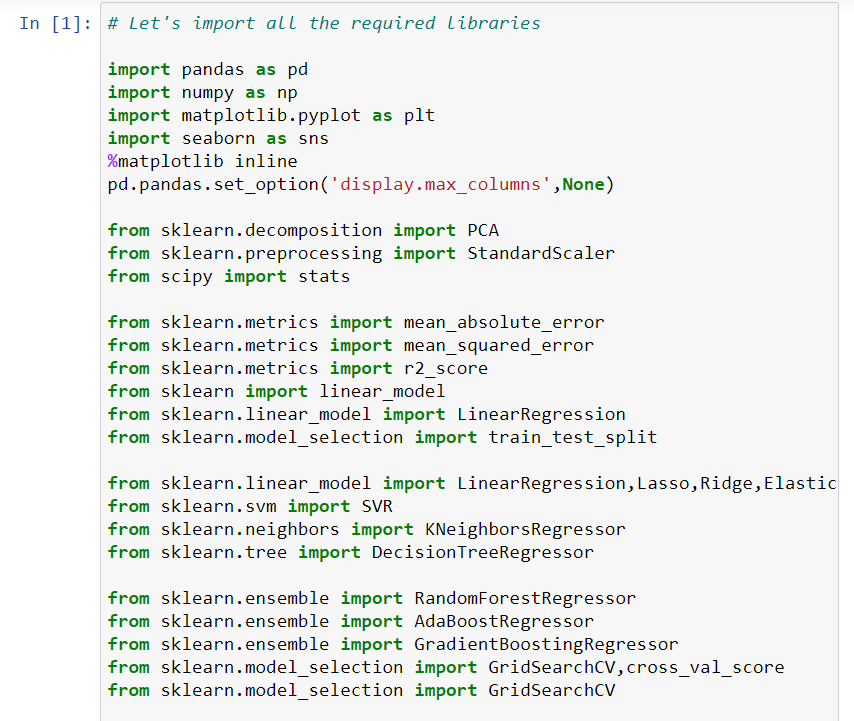 In [1]: # Let's import all the required libraries
import pandas as pd
import numpy as np
import matplotlib.pyplot as plt
import seaborn as sns
%matplotlib inline
pd.pandas.set_option('display.max_columns',None)
from sklearn.decomposition import PCA
from sklearn.preprocessing import StandardScaler
from scipy import stats
from sklearn.metrics import mean_absolute_error
from sklearn.metrics import mean_squared_error
from sklearn.metrics import r2_score
from sklearn import linear_model
from sklearn.linear_model import LinearRegression
from sklearn.model_selection import train_test_split
from sklearn.linear_model import LinearRegression,Lasso,Ridge,Elastic
from sklearn.svm import SVR
from sklearn.neighbors import KNeighborsRegressor
from sklearn.tree import DecisionTreeRegressor
from sklearn.ensemble import RandomForestRegressor
from sklearn.ensemble import AdaBoostRegressor
from sklearn.ensemble import GradientBoostingRegressor
from sklearn.model_selection import GridSearchCV,cross_val_score
from sklearn.model_selection import GridSearchCV